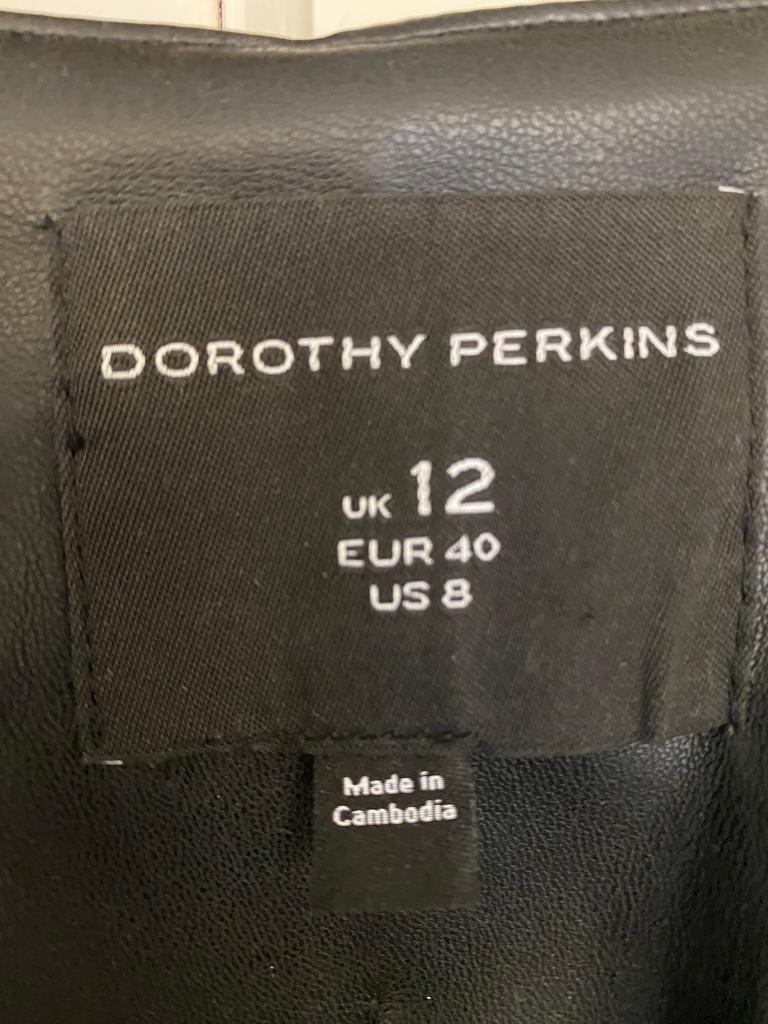 DOROTHY PERKINS
UK 12
EUR 40
US 8
Made in
Cambodia